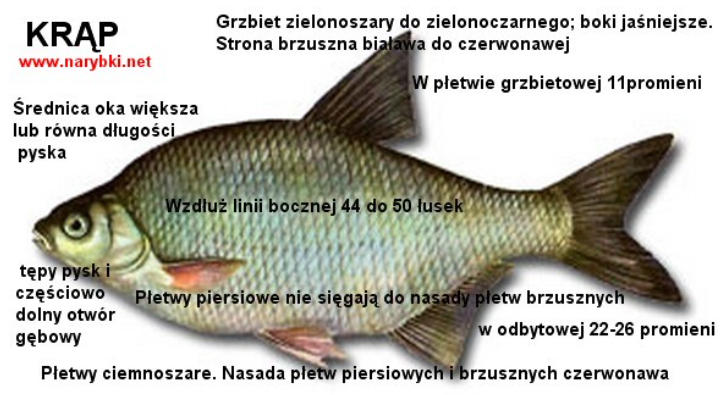 KRĄP
www.narybki.net
Grzbiet zielonoszary do zielonoczarnego; boki jaśniejsze.
Strona brzuszna biaława do czerwonawej
W płetwie grzbietowej 11promieni
Średnica oka większa
lub równa długości
pyska
Wzdłuż linii bocznej 44 do 50 łusek
tępy pysk i
częściowo
dolny otwór
gębowy
Płetwy piersiowe nie sięgają do nasady płetw brzusznych
w odbytowej 22-26 promieni
Płetwy ciemnoszare. Nasada płetw piersiowych i brzusznych czerwonawa